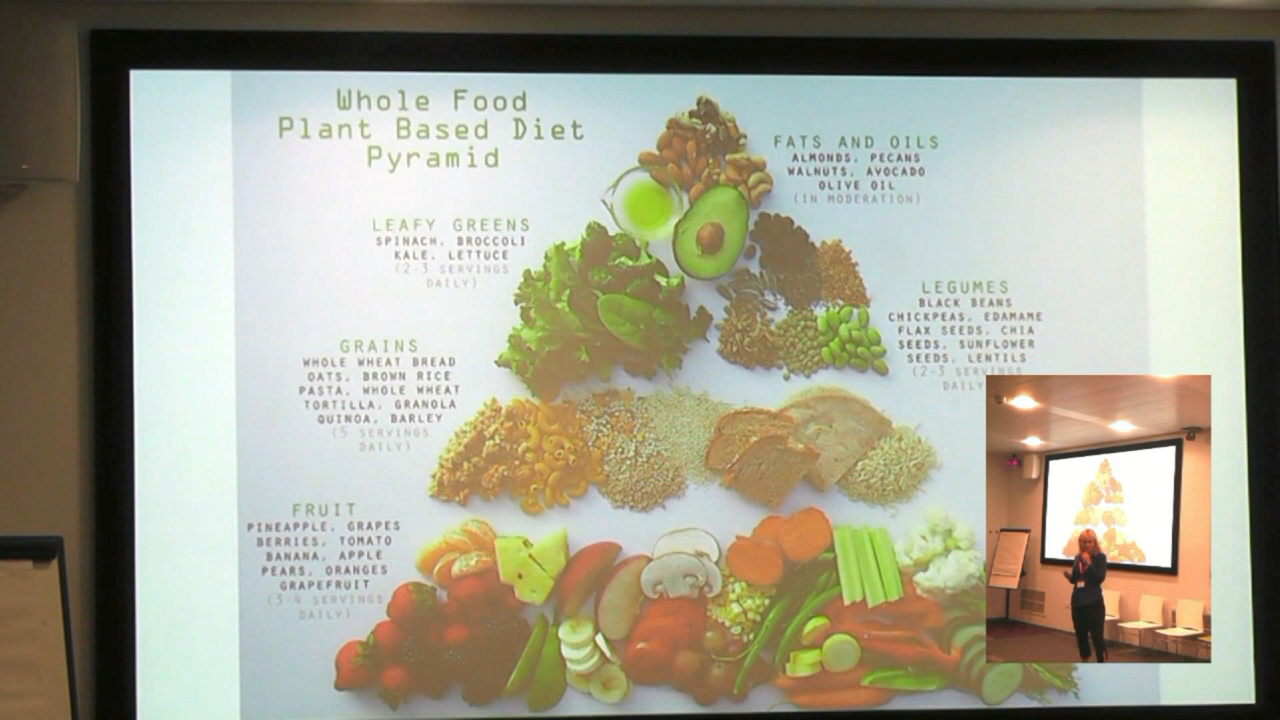 Whole Food
Plant Based Diet
Pyramid
FATS AND OILS
ALMONDS, PECANS
WALNUTS, AVOCADO
OLIVE OIL
(IN MODERATION)
LEAFY GREENS
SPINACH, BROCCOLI
KALE, LETTUCE
(2-3 SERVINGS
DAILY)
LEGUMES
BLACK BEANS
CHICKPEAS, EDAMAME
FLAX SEEDS, CHIA
SEEDS, SUNFLOWER
SEEDS, LENTILS
(2-3 SERVINGS
DAILY
GRAINS
WHOLE WHEAT BREAD
OATS, BROWN RICE
PASTA, WHOLE WHEAT
TORTILLA, GRANOLA
QUINOA, BARLEY
(5 SERVINGS
DAILY)
FRUIT
PINEAPPLE, GRAPES
BERRIES, TOMATO
BANANA, APPLE
PEARS, ORANGES
GRAPEFRUIT
(3-4 SERVINGS
DAILY)